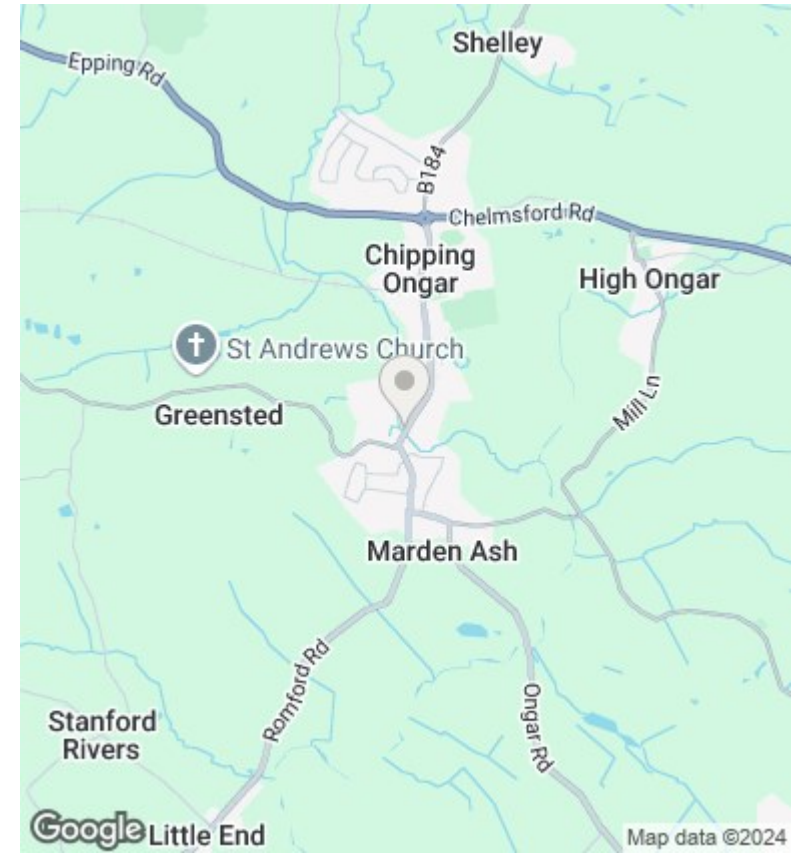 Shelley
Epping Rd
B184
Chelmsford Rd
Chipping
Ongar
High Ongar
St Andrews Church
Greensted
Mill Ln
Marden Ash
Romford Rd
Ongar Rd
Stanford
Rivers
Google
Little End
Map data ©2024